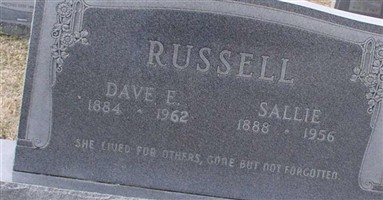 RUSSELL
DAVE E. SALLIE
1884 • 1962 1888 • 1956
SHE LIVED FOR OTHERS, GONE BUT NOT FORGOTTEN.